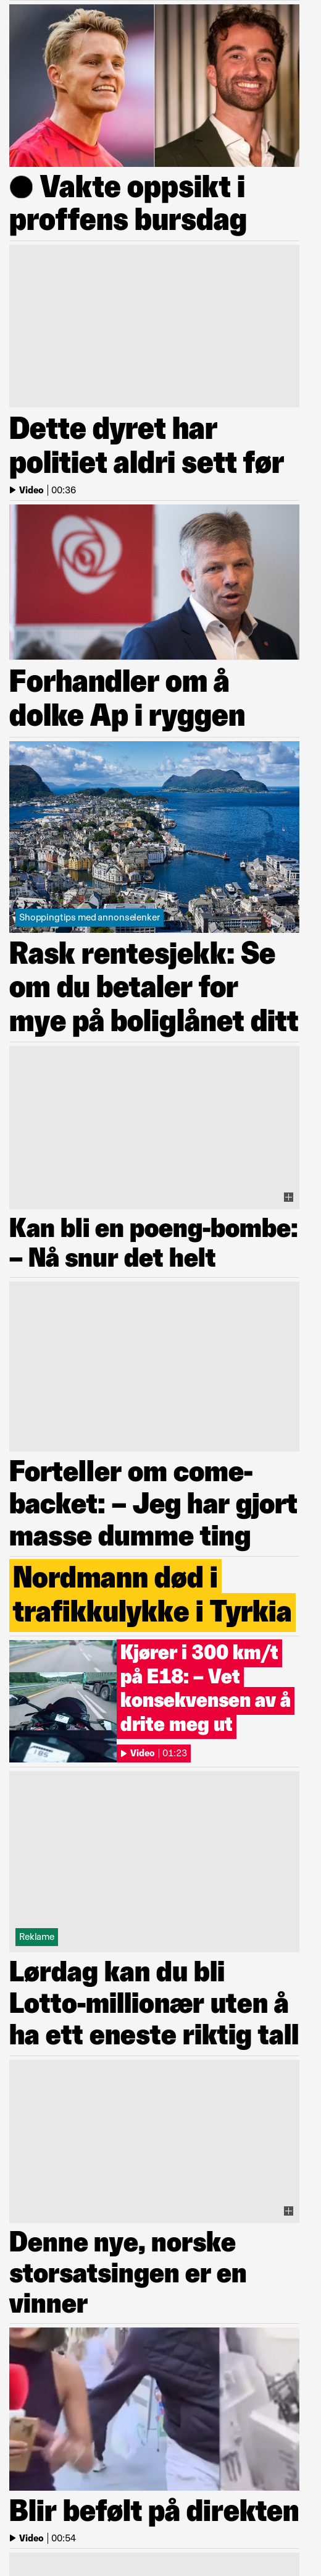 Vakte oppsikt i
proffens bursdag
Dette dyret har
politiet aldri sett før
Video | 00:36
Forhandler om å
dolke Ap i ryggen
Shoppingtips med annonselenker
Rask rentesjekk: Se
om du betaler for
mye på boliglånet ditt
Kan bli en poeng-bombe:
– Nå snur det helt
Forteller om come-
backet: – Jeg har gjort
masse dumme ting
Nordmann død i
trafikkulykke i Tyrkia
Kjører i 300 km/t
på E18: – Vet
konsekvensen av å
drite meg ut
Video | 01:23
Reklame
Lørdag kan du bli
Lotto-millionær uten å
ha ett eneste riktig tall
Denne nye, norske
storsatsingen er en
vinner
Blir befølt på direkten
Video | 00:54